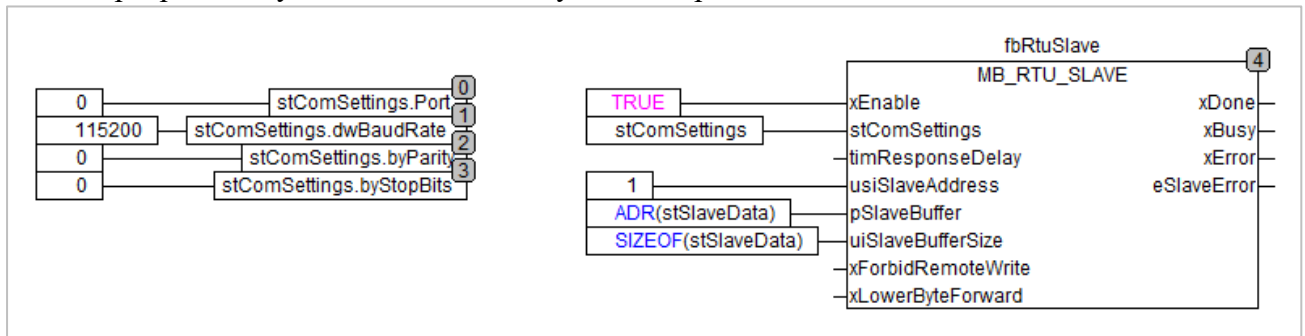 0 stComSettings.Port 0
115200 stComSettings.dwBaudRate 1
0 stComSettings.byParity 2
0 stComSettings.byStopBits 3
fbRtuSlave
4
MB_RTU_SLAVE
TRUE xEnable xDone
stComSettings stComSettings xBusy
timResponseDelay xError
1 usiSlaveAddress eSlaveError
ADR(stSlaveData) pSlaveBuffer
SIZEOF(stSlaveData) uiSlaveBufferSize
xForbidRemoteWrite
xLowerByteForward